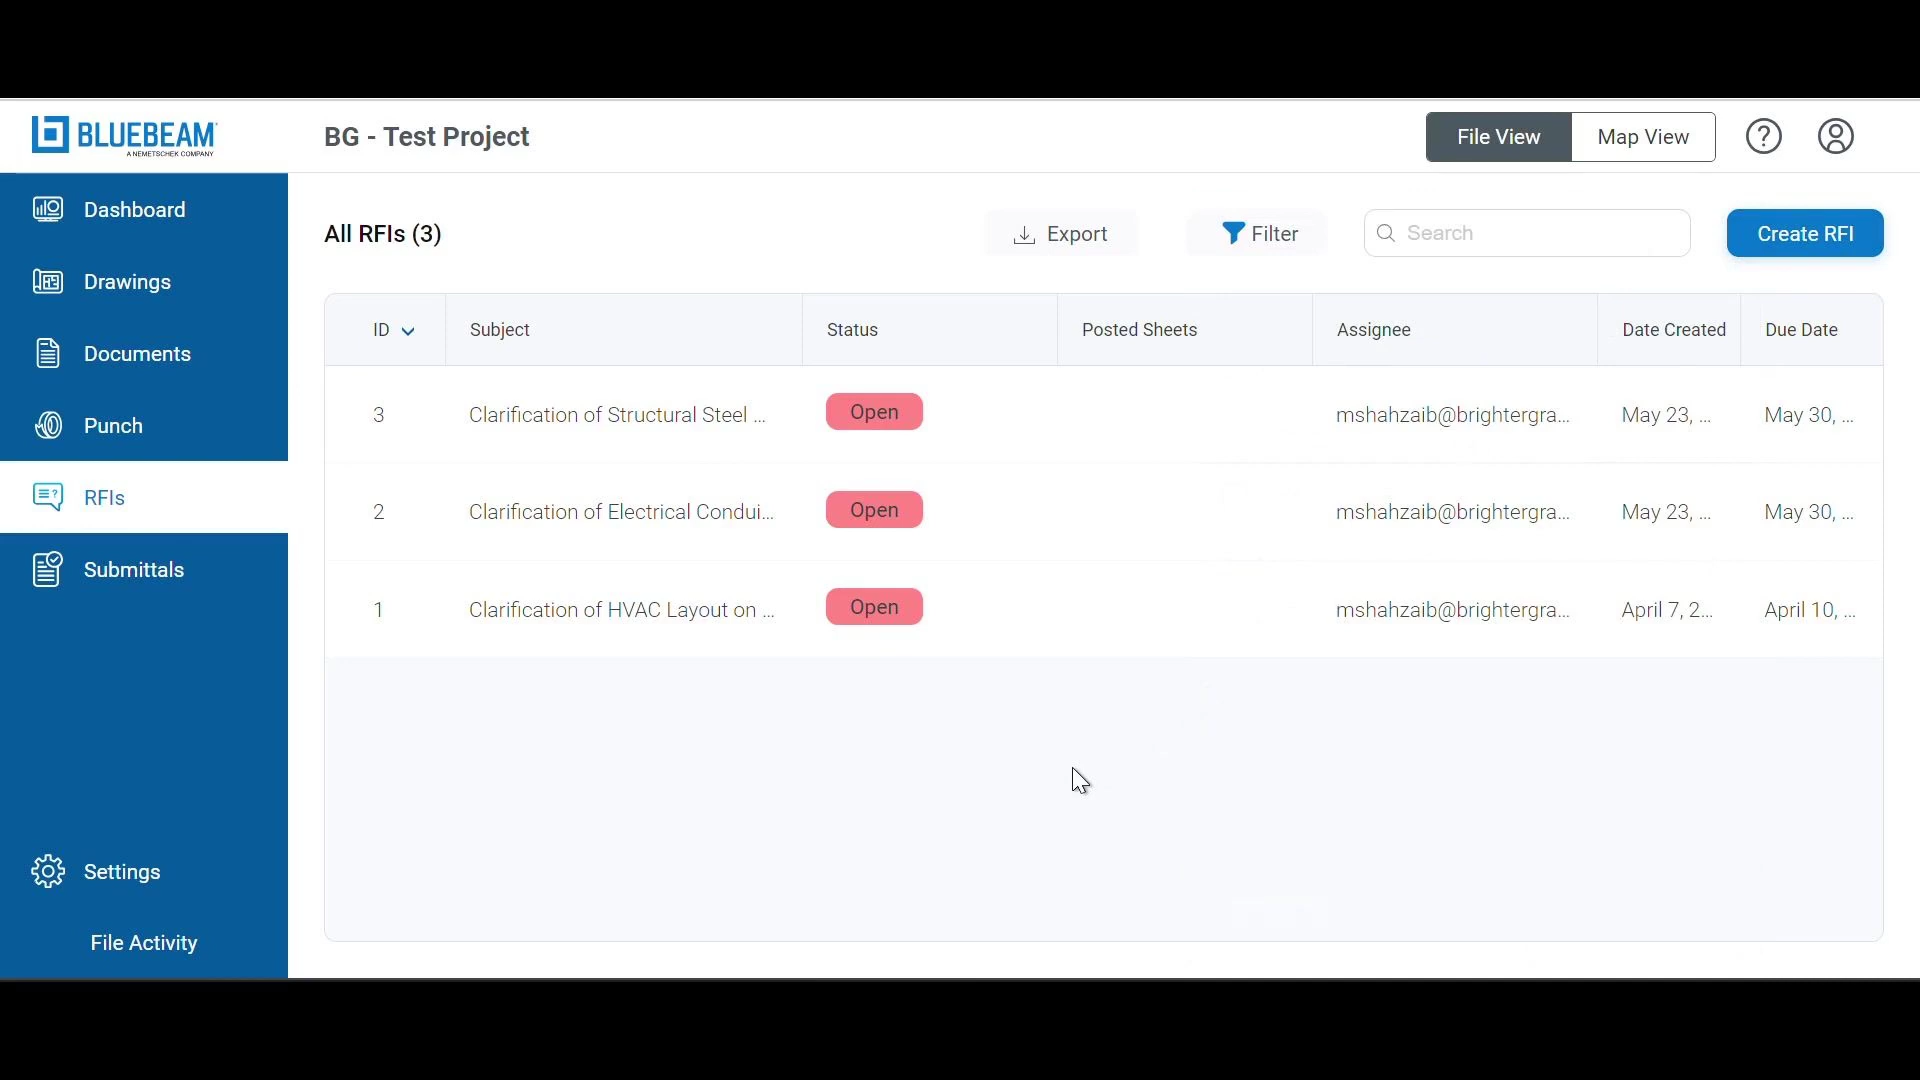 BLUEBEAM
A NEMETSCHEK COMPANY
BG - Test Project
File View
Map View
Dashboard
Drawings
Documents
Punch
RFIs
Submittals
Settings
File Activity
All RFIs (3)
Export
Filter
Search
Create RFI
ID Subject Status Posted Sheets Assignee Date Created Due Date
3 Clarification of Structural Steel ... Open mshahzaib@brightergra... May 23, ... May 30, ...
2 Clarification of Electrical Condui... Open mshahzaib@brightergra... May 23, ... May 30, ...
1 Clarification of HVAC Layout on ... Open mshahzaib@brightergra... April 7, 2... April 10, ...